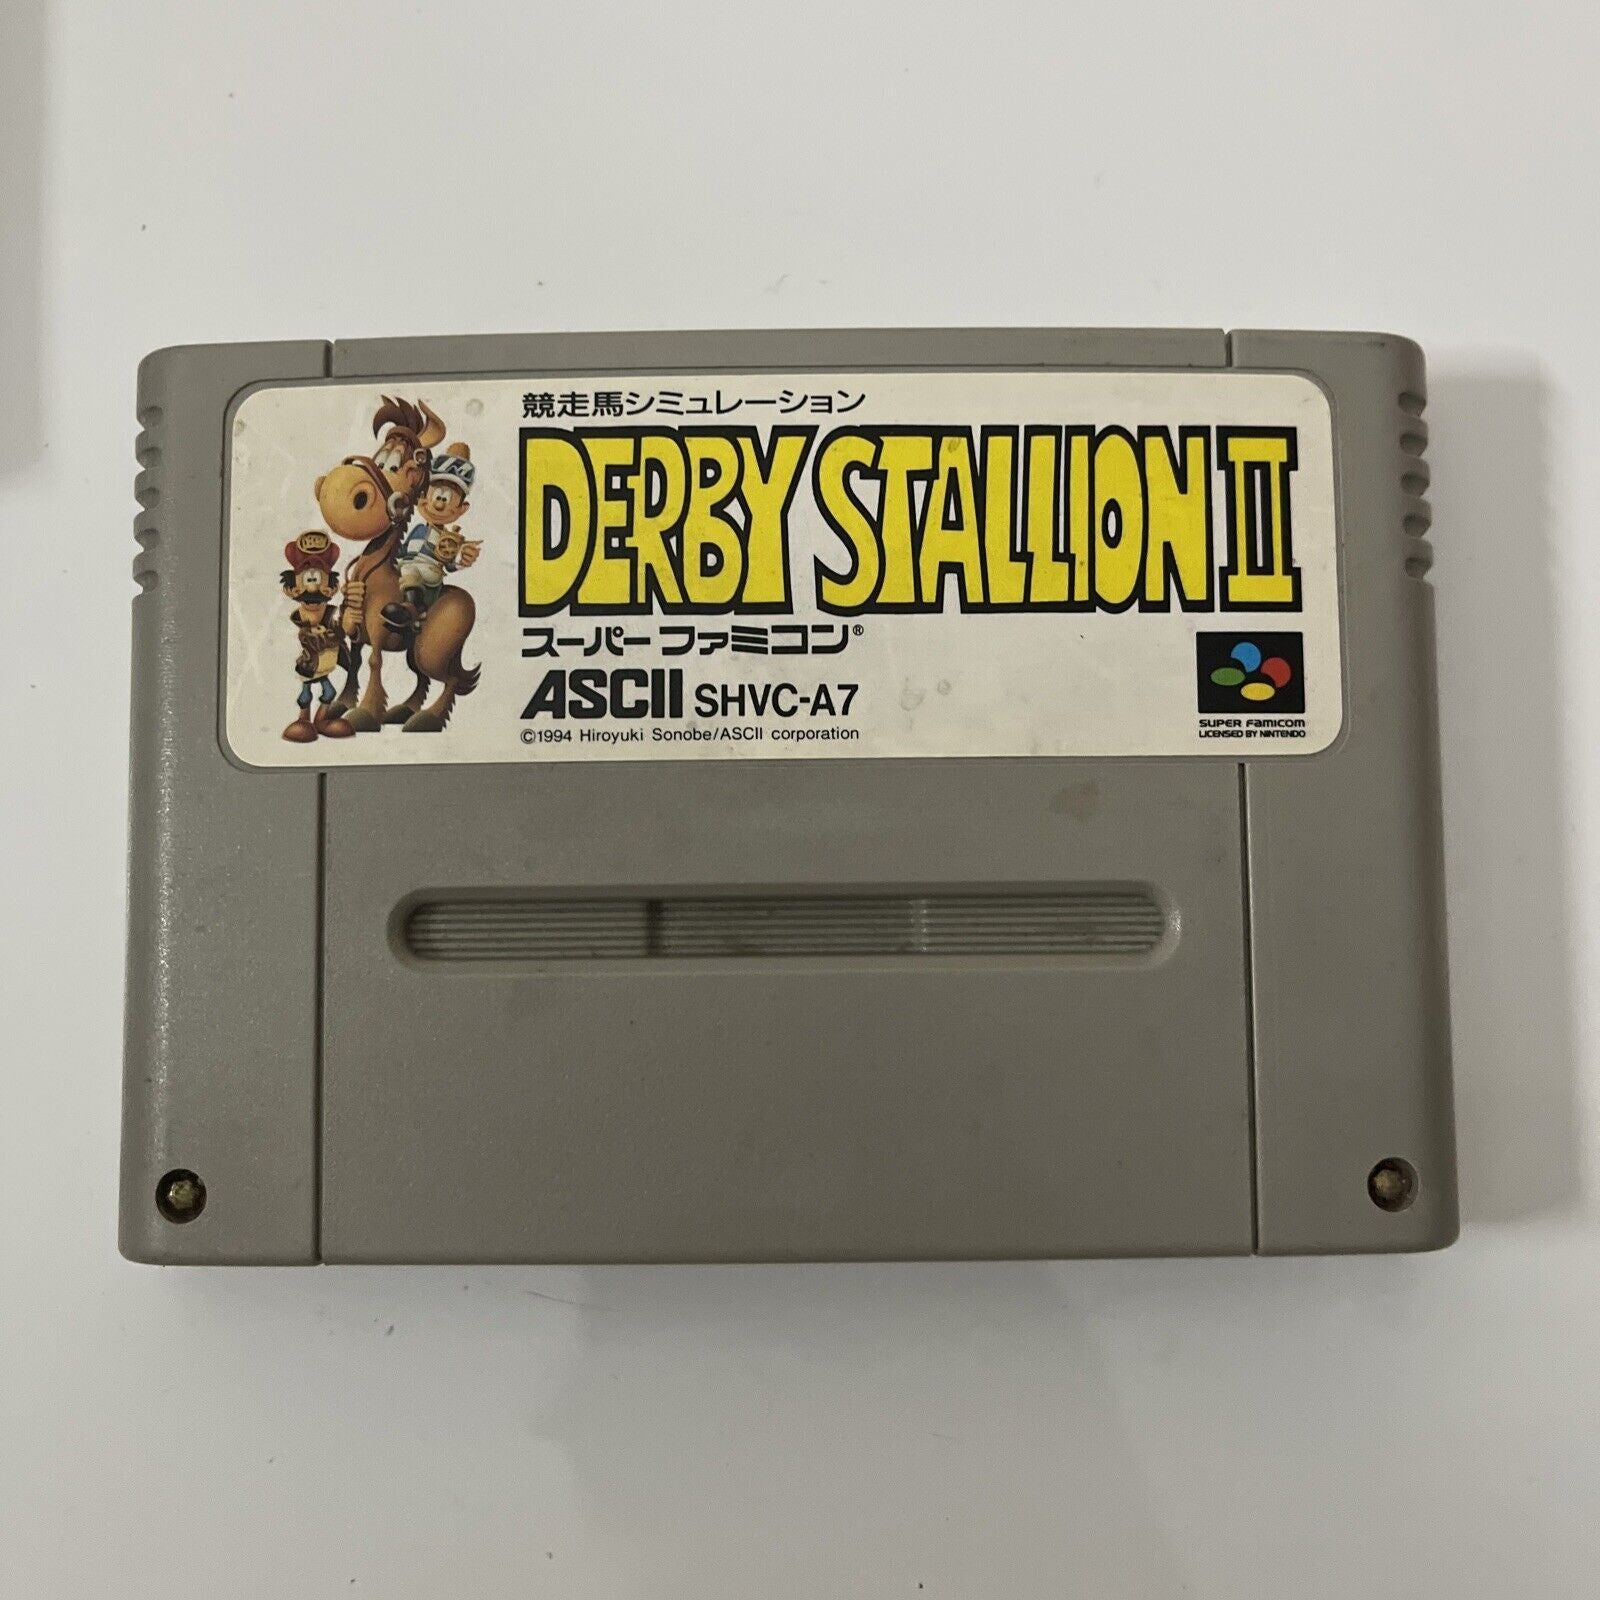 競走馬シミュレーション
DERBY STALLION II
スーパーファミコン®
ASCII SHVC-A7
©1994 Hiroyuki Sonobe/ASCII corporation
SUPER FAMICOM
LICENSED BY NINTENDO